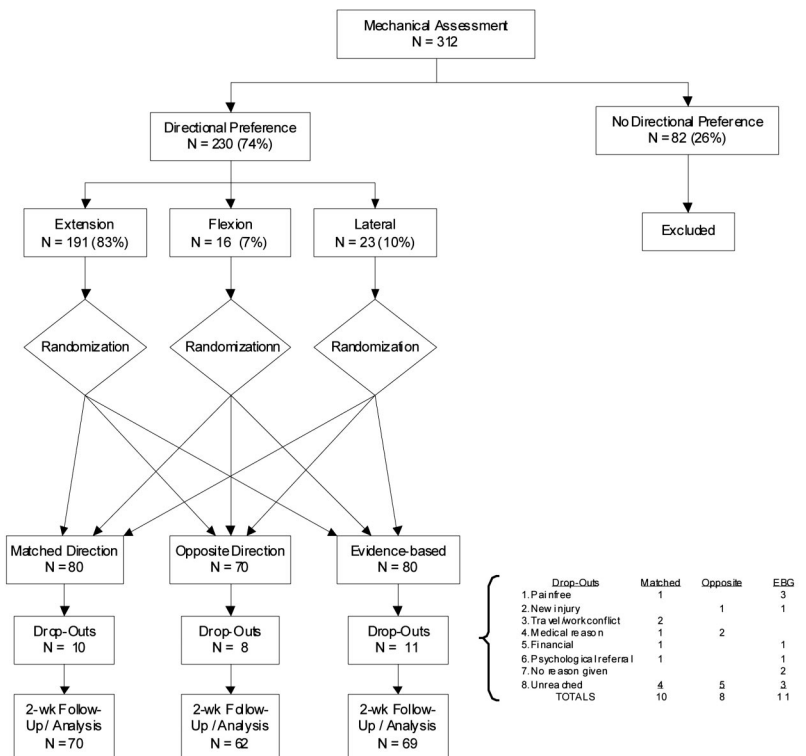 Mechanical Assessment
N = 312
Directional Preference
N = 230 (74%)
No Directional Preference
N = 82 (26%)
Extension
N = 191 (83%)
Flexion
N = 16 (7%)
Lateral
N = 23 (10%)
Excluded
Randomization
Randomizationn
Randomization
Matched Direction
N = 80
Opposite Direction
N = 70
Evidence-based
N = 80
Drop-Outs
N = 10
Drop-Outs
N = 8
Drop-Outs
N = 11
2-wk Follow-
Up / Analysis
N = 70
2-wk Follow-
Up / Analysis
N = 62
2-wk Follow-
Up / Analysis
N = 69
Drop-Outs Matched Opposite EBG
1. Painfree 1 3
2. New injury 1 1
3. Travel/work conflict 2
4. Medical reason 1 2
5. Financial 1 1
6. Psychological referral 1 1
7. No reason given 2
8. Unreached 4 5 3
TOTALS 10 8 11